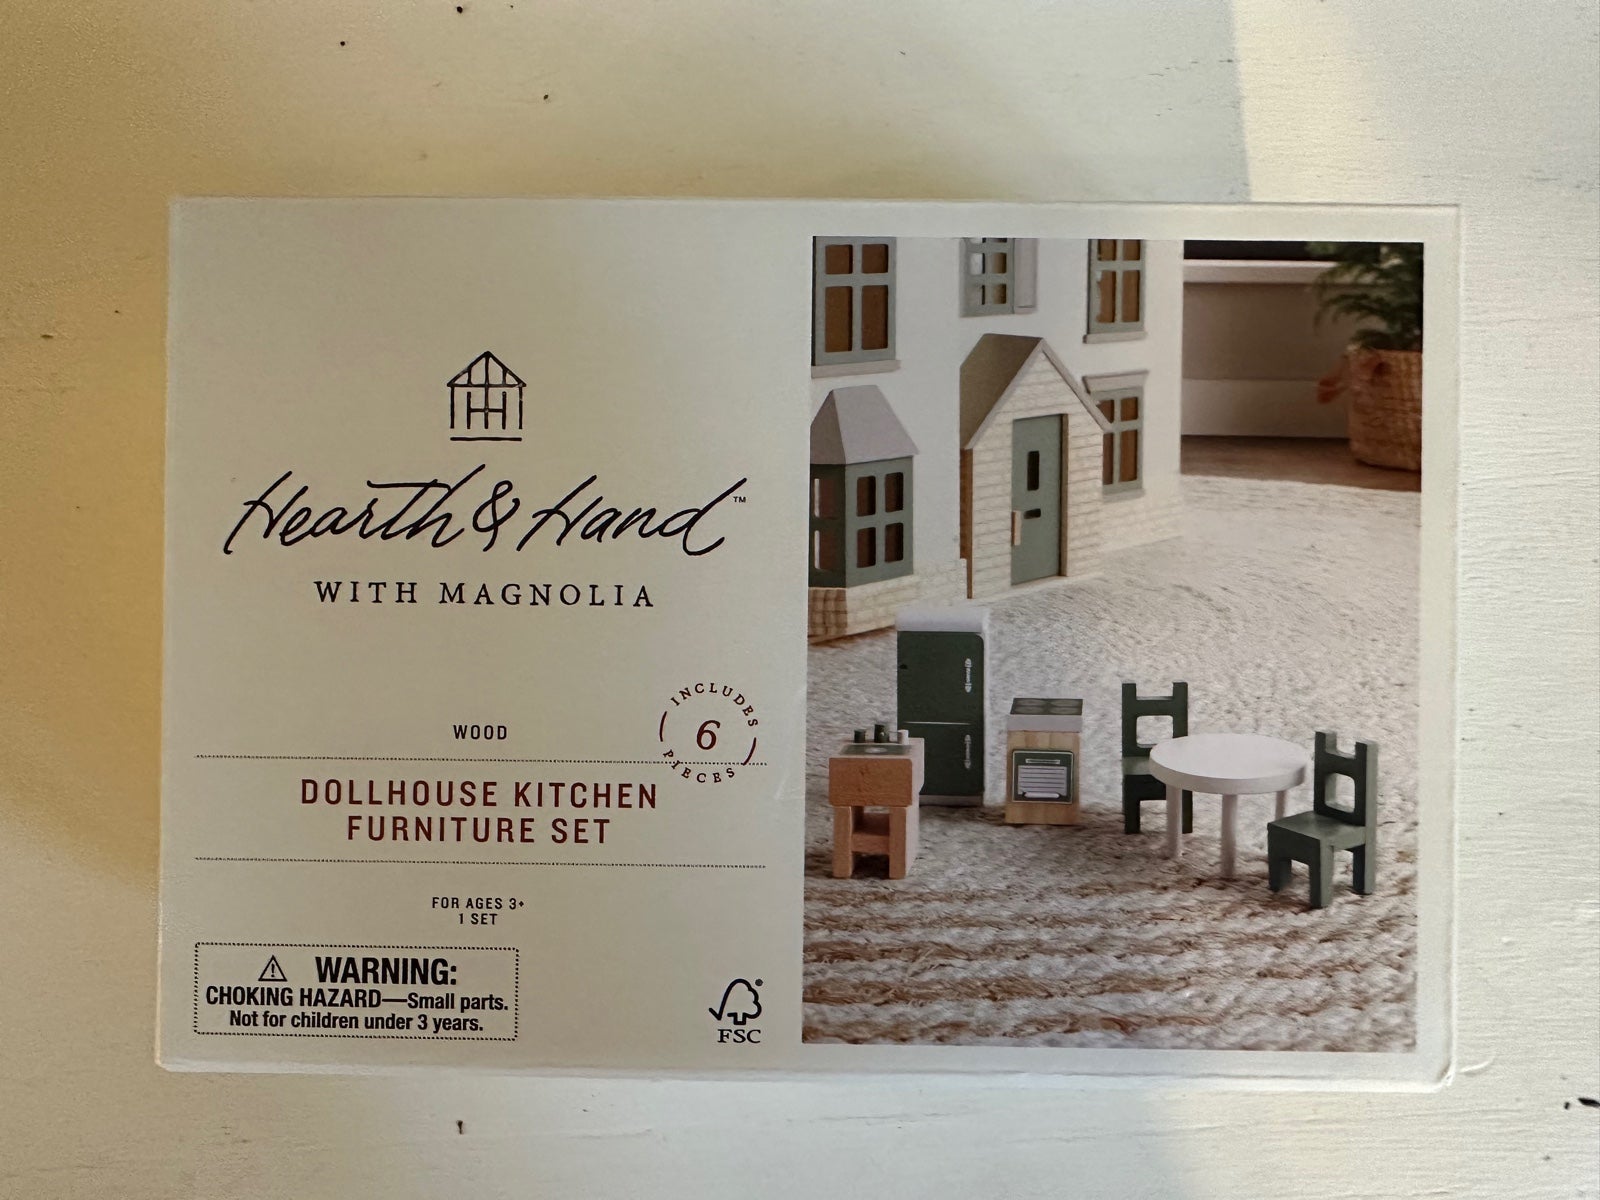 Hearth & Hand™
WITH MAGNOLIA
WOOD
INCLUDES
6
PIECES
DOLLHOUSE KITCHEN
FURNITURE SET
FOR AGES 3+
1 SET
⚠ WARNING:
CHOKING HAZARD—Small parts.
Not for children under 3 years.
®
FSC